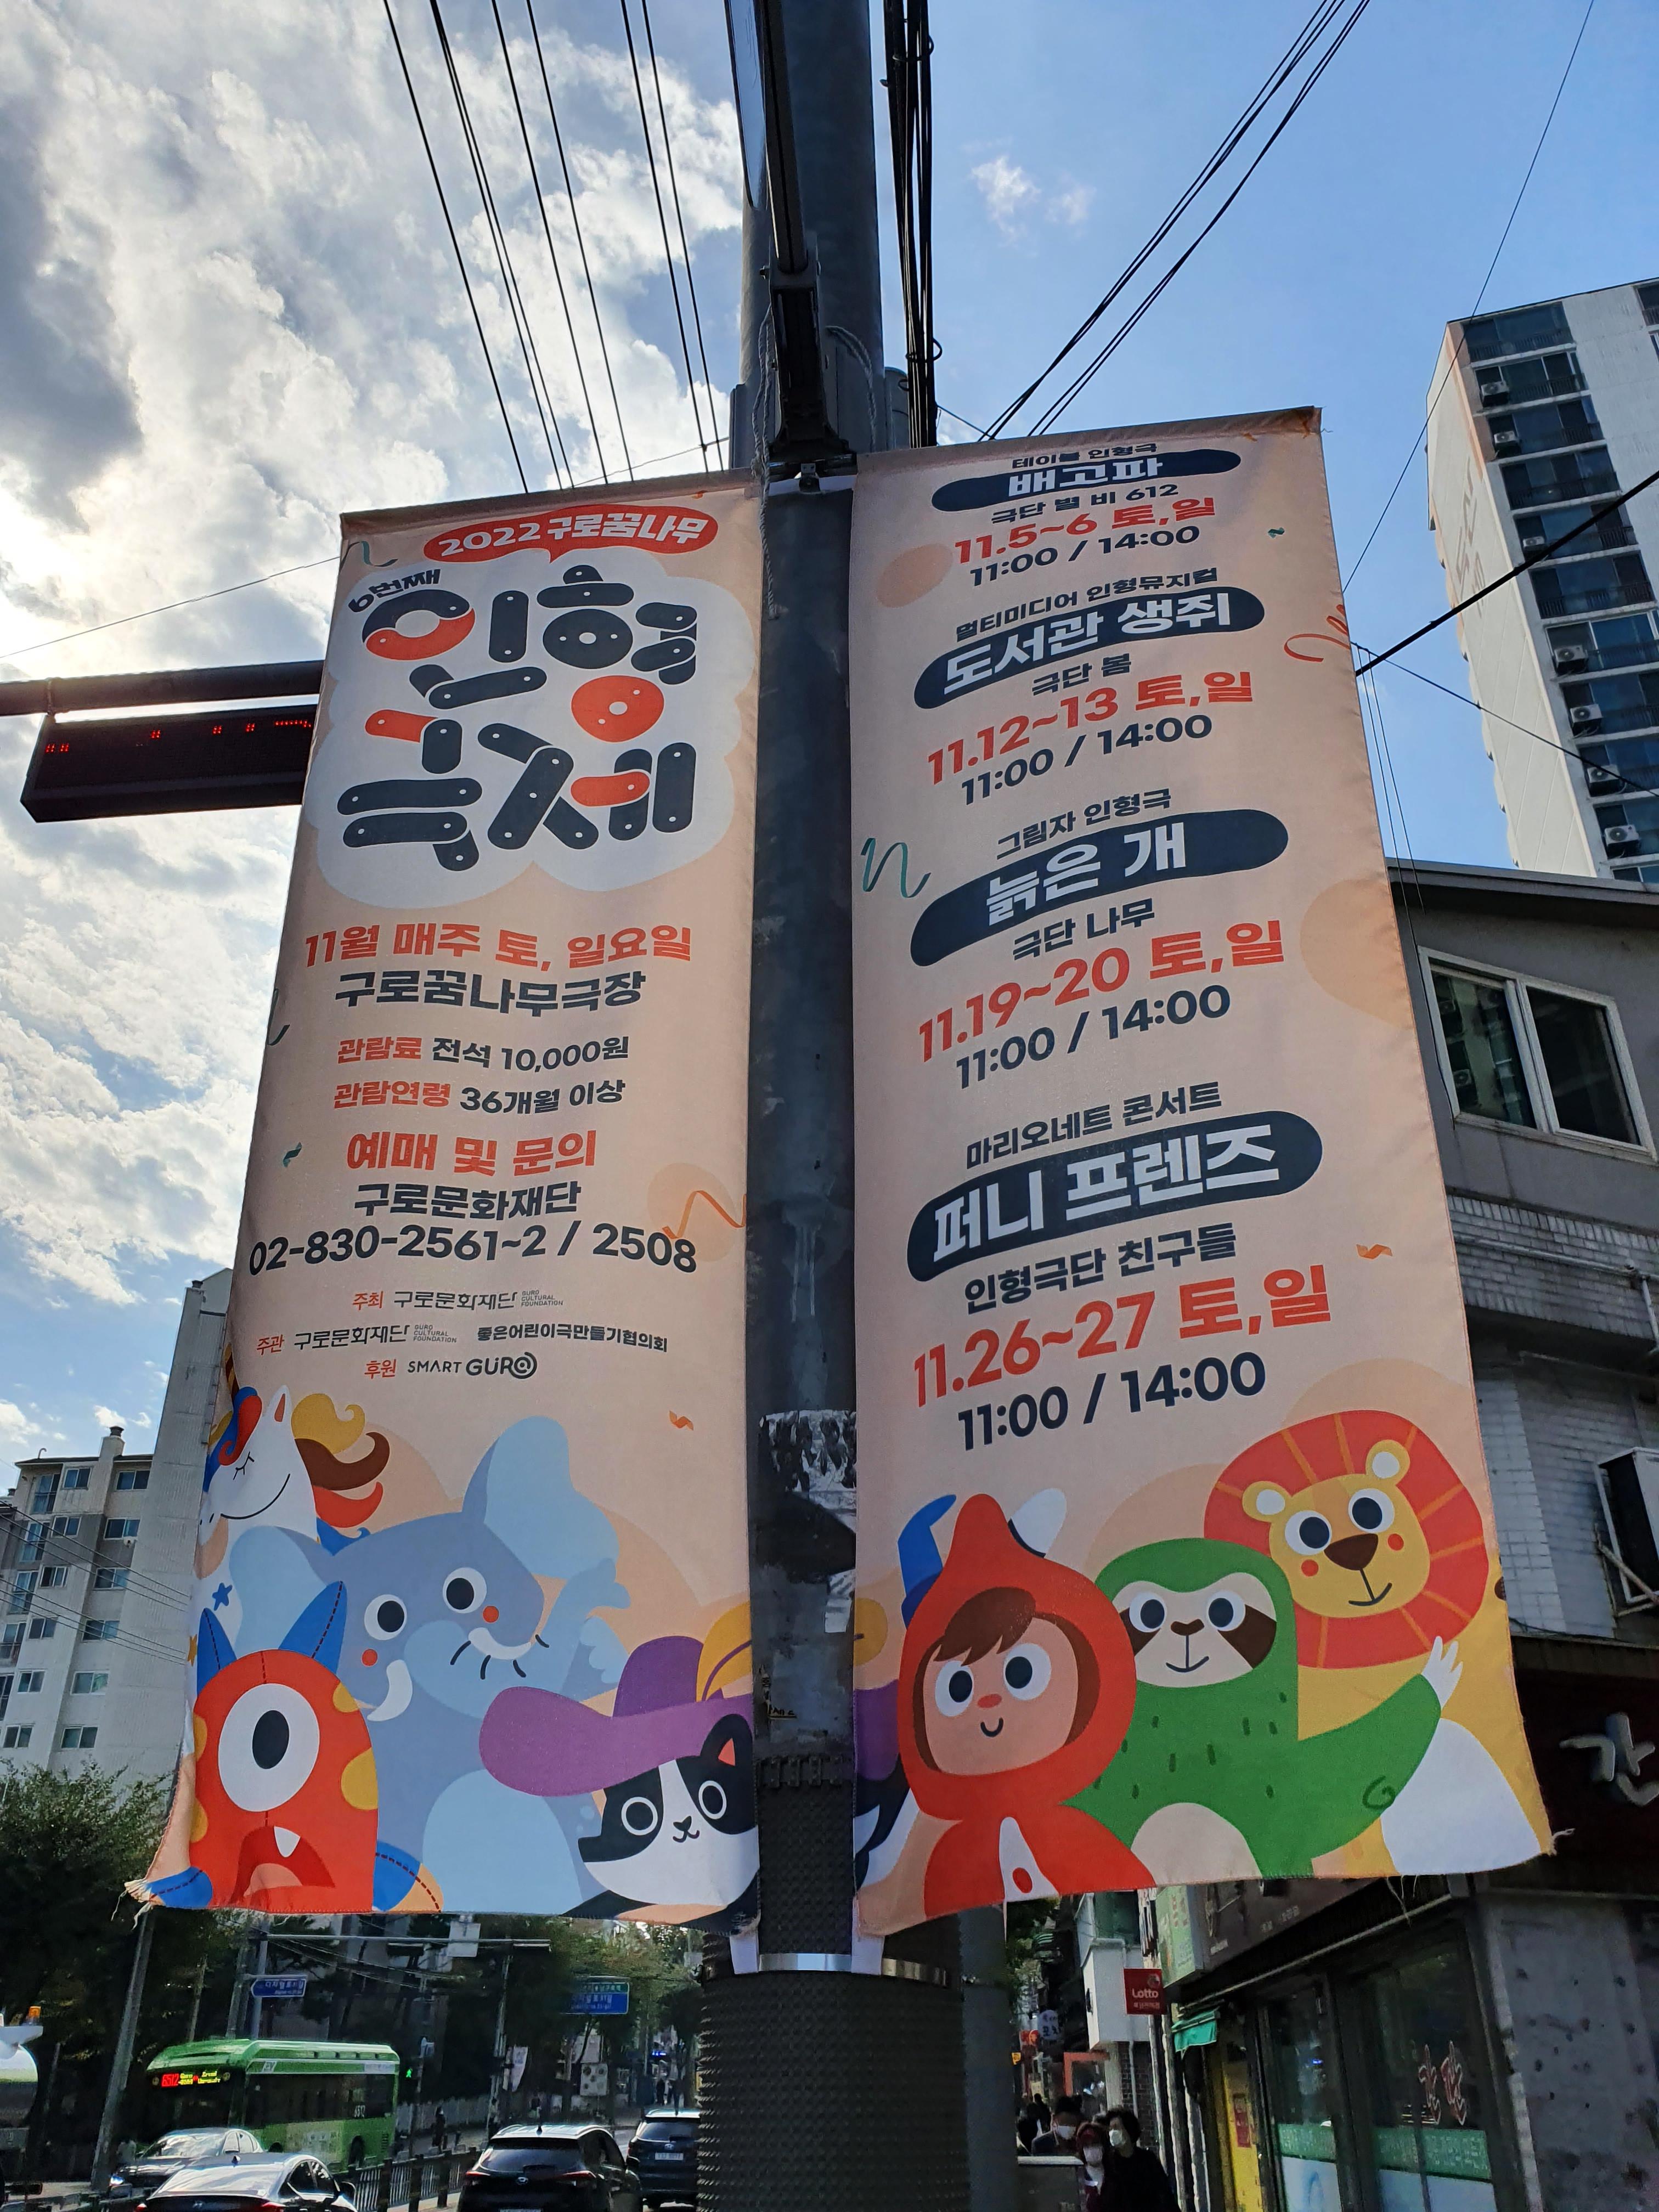 2022 구로꿈나무
6번째
인형
극제
11월 매주 토, 일요일
구로꿈나무극장
관람료 전석 10,000원
관람연령 36개월 이상
예매 및 문의
구로문화재단
02-830-2561~2 / 2508
주최 구로문화재단 GURO CULTURAL FOUNDATION
주관 구로문화재단 GURO CULTURAL FOUNDATION 좋은어린이극만들기협의회
후원 SMART GURO
테이블 인형극
배고파
극단 별 비 612
11.5~6 토,일
11:00 / 14:00
멀티미디어 인형뮤지컬
도서관 생쥐
극단 봄
11.12~13 토,일
11:00 / 14:00
그림자 인형극
늙은 개
극단 나무
11.19~20 토,일
11:00 / 14:00
마리오네트 콘서트
퍼니 프렌즈
인형극단 친구들
11.26~27 토,일
11:00 / 14:00
간
Lotto
6512